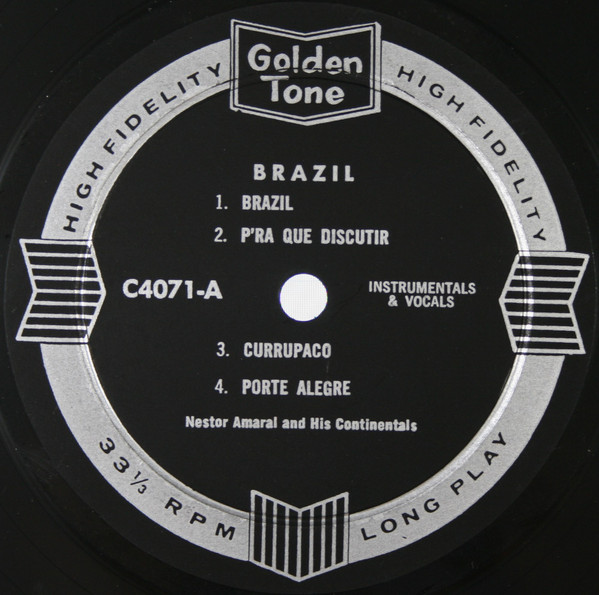 Golden
Tone
HIGH FIDELITY
HIGH FIDELITY
BRAZIL
1. BRAZIL
2. P'RA QUE DISCUTIR
C4071-A
INSTRUMENTALS
& VOCALS
3. CURRUPACO
4. PORTE ALEGRE
Nestor Amaral and His Continentals
33⅓ RPM
LONG PLAY